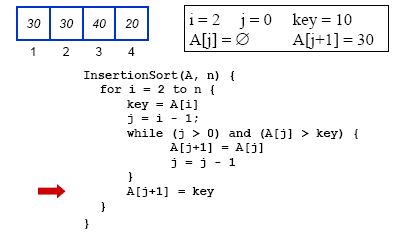 30 30 40 20
1 2 3 4
i = 2 j = 0 key = 10
A[j] = ∅ A[j+1] = 30
InsertionSort(A, n) {
for i = 2 to n {
key = A[i]
j = i - 1;
while (j > 0) and (A[j] > key) {
A[j+1] = A[j]
j = j - 1
}
A[j+1] = key
}
}